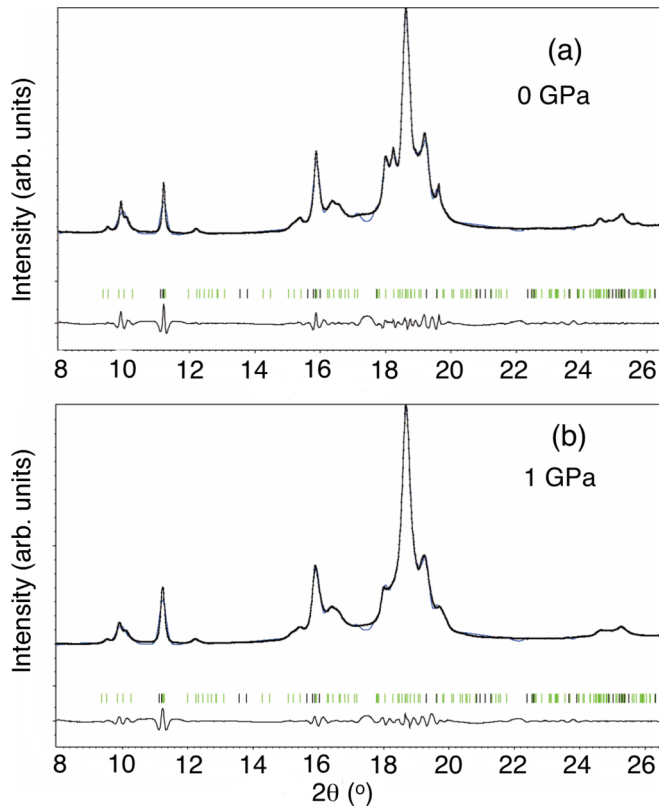 (a)
0 GPa
Intensity (arb. units)
8 10 12 14 16 18 20 22 24 26
(b)
1 GPa
Intensity (arb. units)
8 10 12 14 16 18 20 22 24 26
2θ (º)